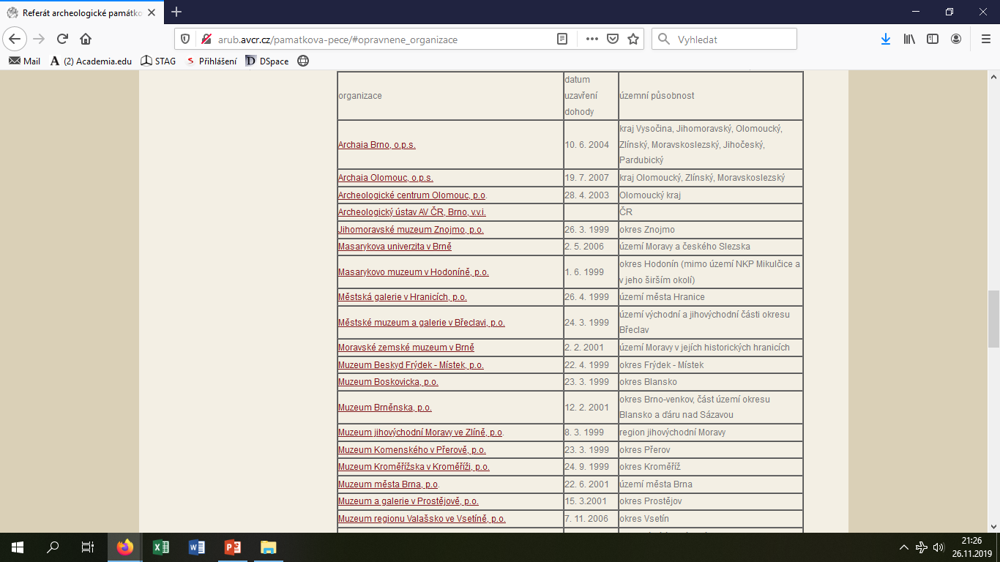 Referát archeologické památko
arub.avcr.cz/pamatkova-pece/#opravnene_organizace
Vyhledat
Mail
(2) Academia.edu
STAG
Přihlášení
DSpace
organizace
datum
uzavření
dohody
územní působnost
Archaia Brno, o.p.s.
10. 6. 2004
kraj Vysočina, Jihomoravský, Olomoucký,
Zlínský, Moravskoslezský, Jihočeský,
Pardubický
Archaia Olomouc, o.p.s.
19. 7. 2007
kraj Olomoucký, Zlínský, Moravskoslezský
Archeologické centrum Olomouc, p.o.
28. 4. 2003
Olomoucký kraj
Archeologický ústav AV ČR, Brno, v.v.i.
ČR
Jihomoravské muzeum Znojmo, p.o.
26. 3. 1999
okres Znojmo
Masarykova univerzita v Brně
2. 5. 2006
území Moravy a českého Slezska
Masarykovo muzeum v Hodoníně, p.o.
1. 6. 1999
okres Hodonín (mimo území NKP Mikulčice a
v jeho širším okolí)
Městská galerie v Hranicích, p.o.
26. 4. 1999
území města Hranice
Městské muzeum a galerie v Břeclavi, p.o.
24. 3. 1999
území východní a jihovýchodní části okresu
Břeclav
Moravské zemské muzeum v Brně
2. 2. 2001
území Moravy v jejích historických hranicích
Muzeum Beskyd Frýdek - Místek, p.o.
22. 4. 1999
okres Frýdek - Místek
Muzeum Boskovicka, p.o.
23. 3. 1999
okres Blansko
Muzeum Brněnska, p.o.
12. 2. 2001
okres Brno-venkov, část území okresu
Blansko a ďáru nad Sázavou
Muzeum jihovýchodní Moravy ve Zlíně, p.o.
8. 3. 1999
region jihovýchodní Moravy
Muzeum Komenského v Přerově, p.o.
23. 3. 1999
okres Přerov
Muzeum Kroměřížska v Kroměříži, p.o.
24. 9. 1999
okres Kroměříž
Muzeum města Brna, p.o.
22. 6. 2001
území města Brna
Muzeum a galerie v Prostějově, p.o.
15. 3.2001
okres Prostějov
Muzeum regionu Valašsko ve Vsetíně, p.o.
7. 11. 2006
okres Vsetín
21:26
26.11.2019